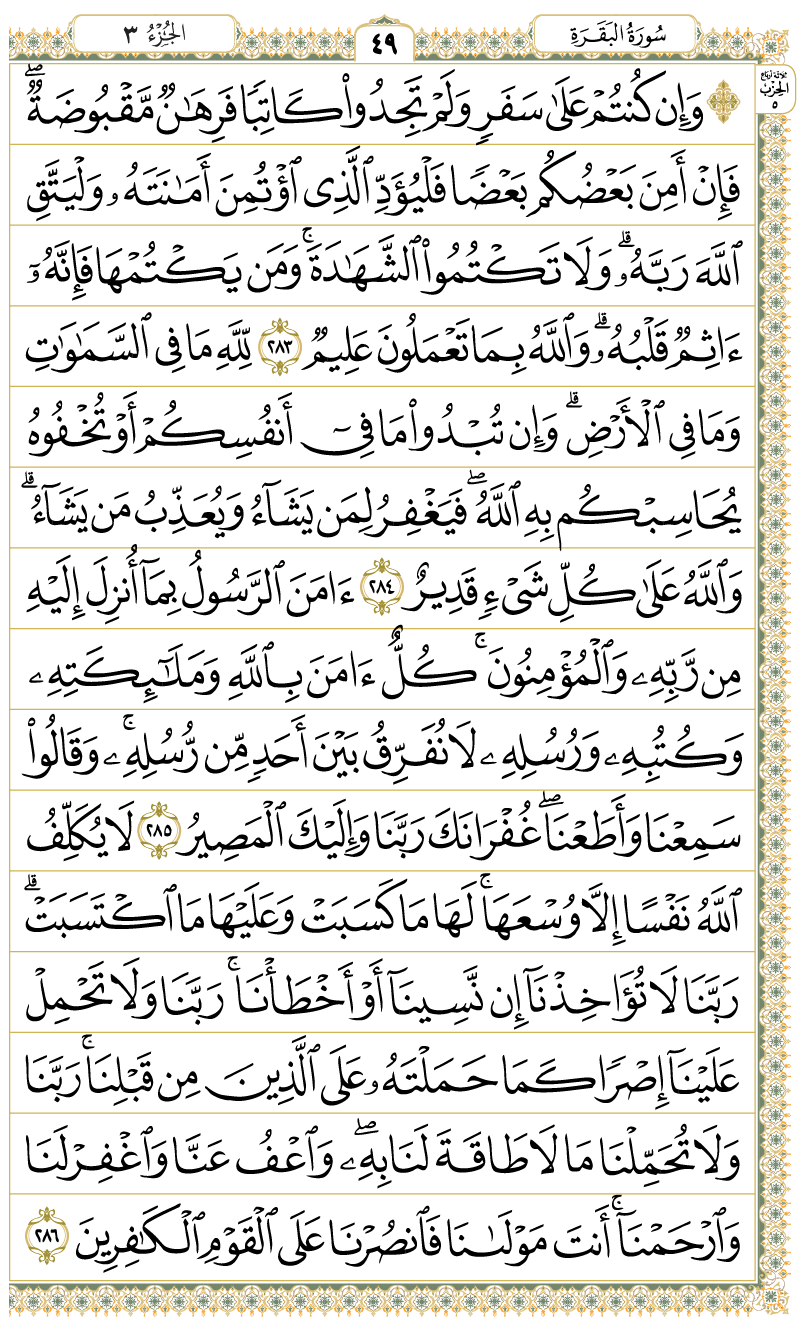 سُورَةُ البَقَرَةِ
٤٩
الجُزْءُ ٣
ثلاثة أرباع
الحِزْب
٥
۞ وَإِن كُنتُمْ عَلَىٰ سَفَرٍ وَلَمْ تَجِدُوا۟ كَاتِبًا فَرِهَـٰنٌ مَّقْبُوضَةٌ ۖ
فَإِنْ أَمِنَ بَعْضُكُم بَعْضًا فَلْيُؤَدِّ ٱلَّذِى ٱؤْتُمِنَ أَمَـٰنَتَهُۥ وَلْيَتَّقِ
ٱللَّهَ رَبَّهُۥ ۗ وَلَا تَكْتُمُوا۟ ٱلشَّهَـٰدَةَ ۚ وَمَن يَكْتُمْهَا فَإِنَّهُۥٓ
ءَاثِمٌ قَلْبُهُۥ ۗ وَٱللَّهُ بِمَا تَعْمَلُونَ عَلِيمٌ ٢٨٣ لِّلَّهِ مَا فِى ٱلسَّمَـٰوَٰتِ
وَمَا فِى ٱلْأَرْضِ ۗ وَإِن تُبْدُوا۟ مَا فِىٓ أَنفُسِكُمْ أَوْ تُخْفُوهُ
يُحَاسِبْكُم بِهِ ٱللَّهُ ۖ فَيَغْفِرُ لِمَن يَشَآءُ وَيُعَذِّبُ مَن يَشَآءُ ۗ
وَٱللَّهُ عَلَىٰ كُلِّ شَىْءٍ قَدِيرٌ ٢٨٤ ءَامَنَ ٱلرَّسُولُ بِمَآ أُنزِلَ إِلَيْهِ
مِن رَّبِّهِۦ وَٱلْمُؤْمِنُونَ ۚ كُلٌّ ءَامَنَ بِٱللَّهِ وَمَلَـٰٓئِكَتِهِۦ
وَكُتُبِهِۦ وَرُسُلِهِۦ لَا نُفَرِّقُ بَيْنَ أَحَدٍ مِّن رُّسُلِهِۦ ۚ وَقَالُوا۟
سَمِعْنَا وَأَطَعْنَا ۖ غُفْرَانَكَ رَبَّنَا وَإِلَيْكَ ٱلْمَصِيرُ ٢٨٥ لَا يُكَلِّفُ
ٱللَّهُ نَفْسًا إِلَّا وُسْعَهَا ۚ لَهَا مَا كَسَبَتْ وَعَلَيْهَا مَا ٱكْتَسَبَتْ ۗ
رَبَّنَا لَا تُؤَاخِذْنَآ إِن نَّسِينَآ أَوْ أَخْطَأْنَا ۚ رَبَّنَا وَلَا تَحْمِلْ
عَلَيْنَآ إِصْرًا كَمَا حَمَلْتَهُۥ عَلَى ٱلَّذِينَ مِن قَبْلِنَا ۚ رَبَّنَا
وَلَا تُحَمِّلْنَا مَا لَا طَاقَةَ لَنَا بِهِۦ ۖ وَٱعْفُ عَنَّا وَٱغْفِرْ لَنَا
وَٱرْحَمْنَآ ۚ أَنتَ مَوْلَىٰنَا فَٱنصُرْنَا عَلَى ٱلْقَوْمِ ٱلْكَـٰفِرِينَ ٢٨٦